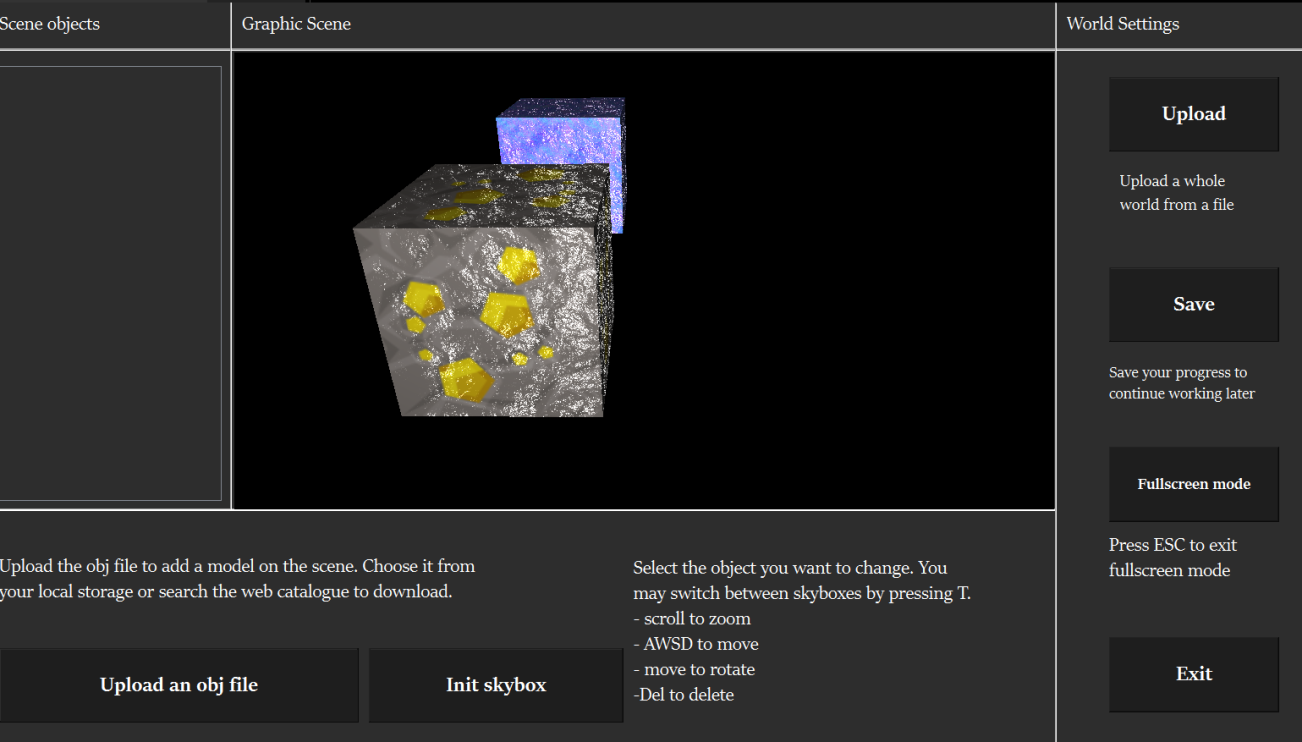 Scene objects
Graphic Scene
World Settings
Upload
Upload a whole
world from a file
Save
Save your progress to
continue working later
Fullscreen mode
Press ESC to exit
fullscreen mode
Exit
Upload the obj file to add a model on the scene. Choose it from
your local storage or search the web catalogue to download.
Upload an obj file
Init skybox
Select the object you want to change. You
may switch between skyboxes by pressing T.
- scroll to zoom
- AWSD to move
- move to rotate
-Del to delete